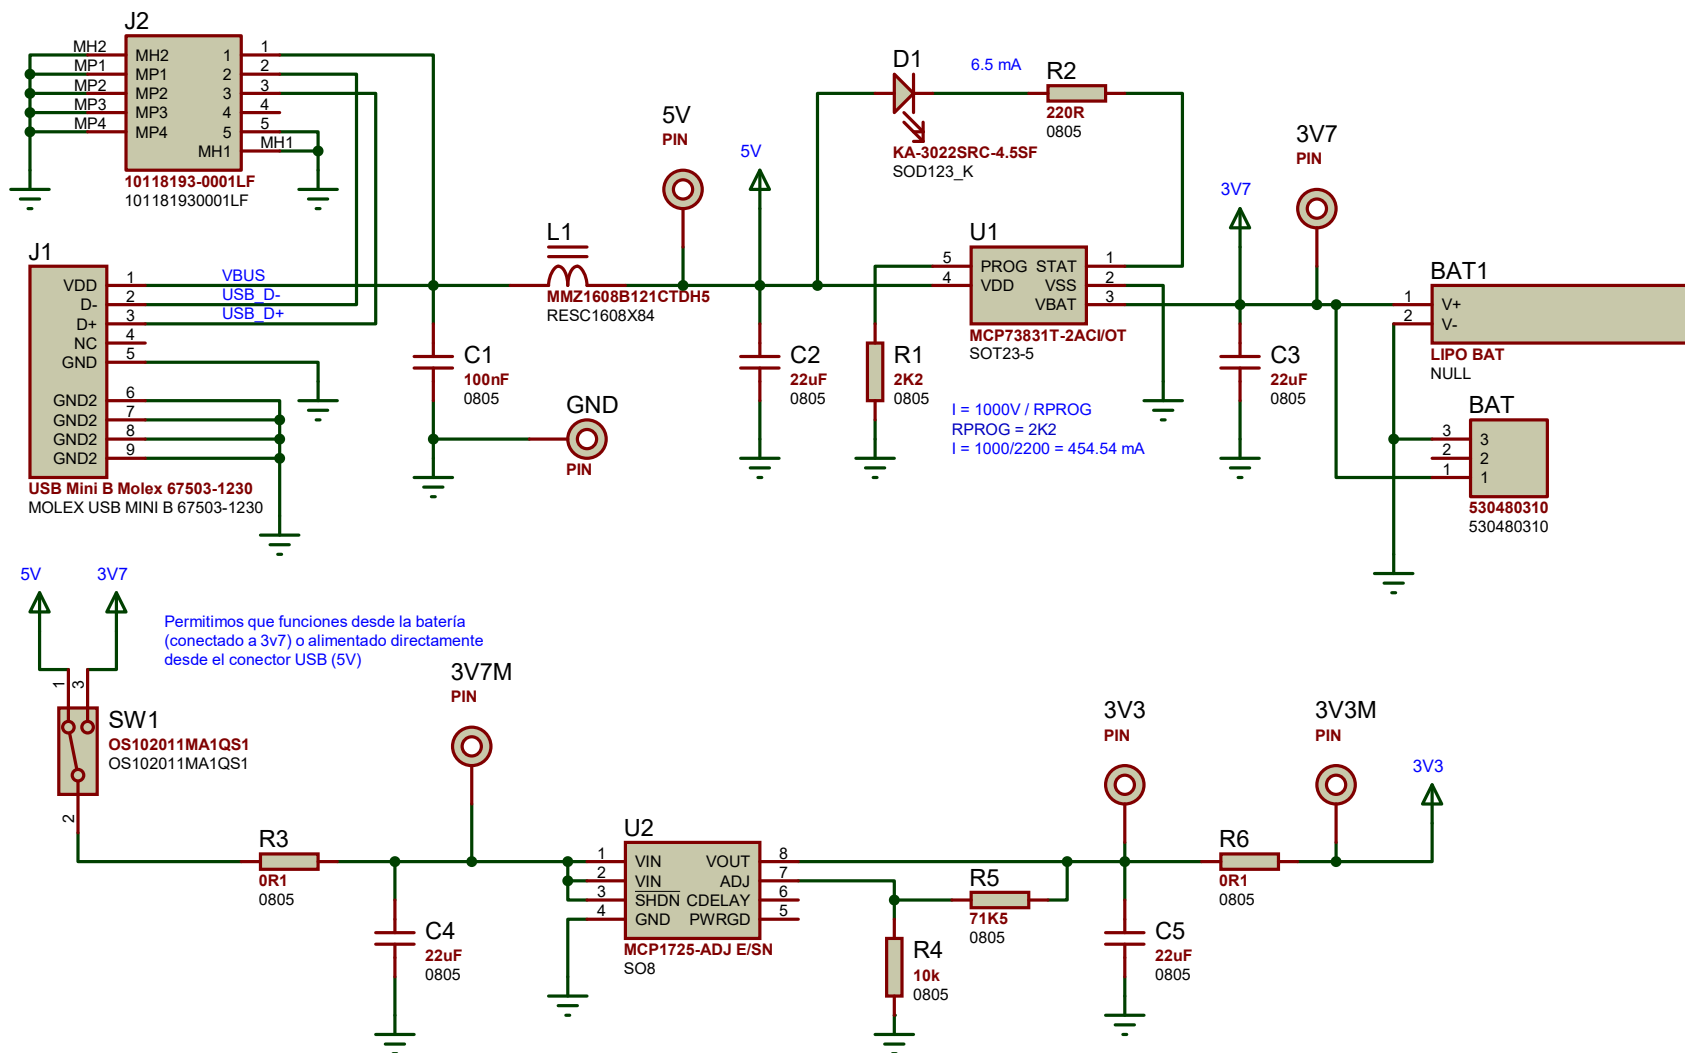 J2
MH2 MH2 1 1
MP1 MP1 2 2
MP2 MP2 3 3
MP3 MP3 4 4
MP4 MP4 5 5
MH1 MH1
10118193-0001LF
101181930001LF
J1
VDD 1 VBUS
D- 2 USB_D-
D+ 3 USB_D+
NC 4
GND 5
GND2 6
GND2 7
GND2 8
GND2 9
USB Mini B Molex 67503-1230
MOLEX USB MINI B 67503-1230
C1
100nF
0805
GND
PIN
L1
MMZ1608B121CTDH5
RESC1608X84
5V
PIN
5V
C2
22uF
0805
D1
KA-3022SRC-4.5SF
SOD123_K
6.5 mA
R2
220R
0805
R1
2K2
0805
U1
5 PROG STAT 1
4 VDD VSS 2
VBAT 3
MCP73831T-2ACI/OT
SOT23-5
I = 1000V / RPROG
RPROG = 2K2
I = 1000/2200 = 454.54 mA
3V7
3V7
PIN
C3
22uF
0805
BAT1
1 V+
2 V-
LIPO BAT
NULL
BAT
3 3
2 2
1 1
530480310
530480310
5V 3V7
Permitimos que funciones desde la batería
(conectado a 3v7) o alimentado directamente
desde el conector USB (5V)
1 3
SW1
OS102011MA1QS1
OS102011MA1QS1
2
R3
0R1
0805
3V7M
PIN
C4
22uF
0805
U2
1 VIN VOUT 8
2 VIN ADJ 7
3 SHDN CDELAY 6
4 GND PWRGD 5
MCP1725-ADJ E/SN
SO8
R5
71K5
0805
R4
10k
0805
3V3
PIN
C5
22uF
0805
R6
0R1
0805
3V3M
PIN
3V3